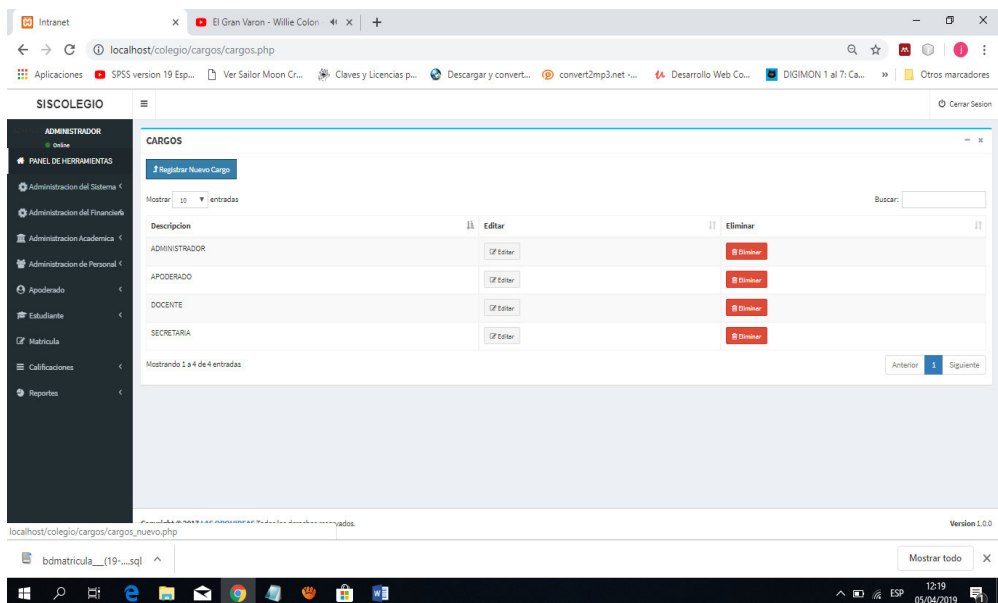 Intranet
El Gran Varon - Willie Colon
localhost/colegio/cargos/cargos.php
Aplicaciones
SPSS version 19 Esp...
Ver Sailor Moon Cr...
Claves y Licencias p...
Descargar y convert...
convert2mp3.net -...
Desarrollo Web Co...
DIGIMON 1 al 7: Ca...
»
Otros marcadores
SISCOLEGIO
Cerrar Sesion
ADMINISTRADOR
Online
PANEL DE HERRAMIENTAS
Administracion del Sistema
Administracion del Financiera
Administracion Academica
Administracion de Personal
Apoderado
Estudiante
Matricula
Calificaciones
Reportes
CARGOS
Registrar Nuevo Cargo
Mostrar 10 entradas
Buscar:
Descripcion Editar Eliminar
ADMINISTRADOR Editer Eliminar
APODERADO Editer Eliminar
DOCENTE Editer Eliminar
SECRETARIA Editer Eliminar
Mostrando 1 a 4 de 4 entradas
Anterior 1 Siguiente
Version 1.0.0
localhost/colegio/cargos/cargos_nuevo.php
bdmatricula__(19-....sql
Mostrar todo
ESP
12:19
05/04/2019